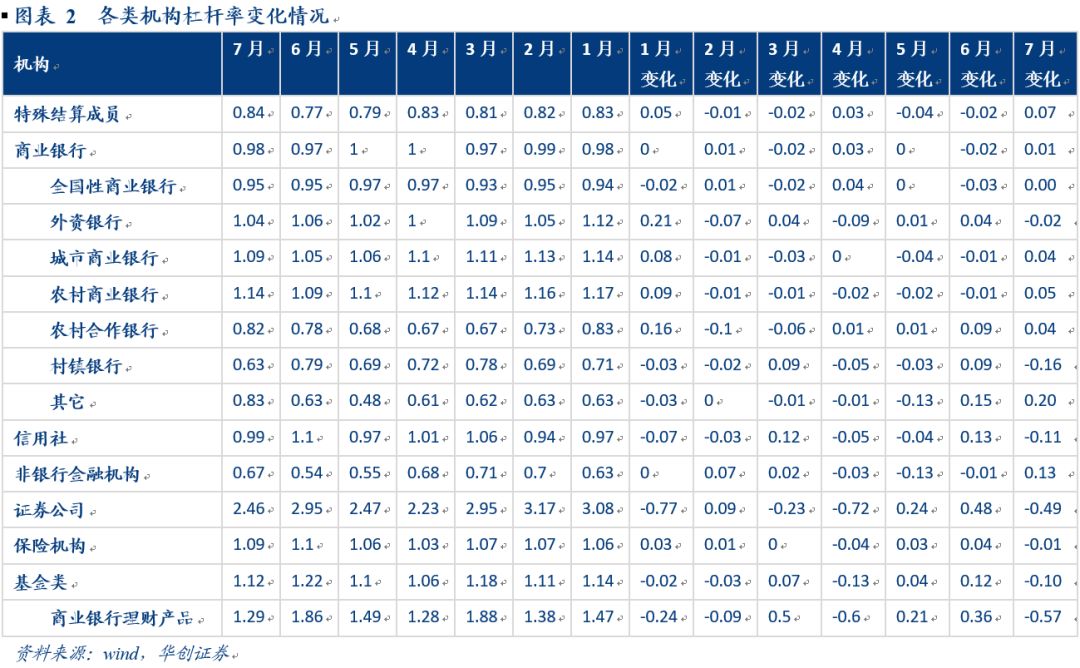 图表 2 各类机构杠杆率变化情况
机构 7月 6月 5月 4月 3月 2月 1月 1月变化 2月变化 3月变化 4月变化 5月变化 6月变化 7月变化
特殊结算成员 0.84 0.77 0.79 0.83 0.81 0.82 0.83 0.05 -0.01 -0.02 0.03 -0.04 -0.02 0.07
商业银行 0.98 0.97 1 1 0.97 0.99 0.98 0 0.01 -0.02 0.03 0 -0.02 0.01
全国性商业银行 0.95 0.95 0.97 0.97 0.93 0.95 0.94 -0.02 0.01 -0.02 0.04 0 -0.03 0.00
外资银行 1.04 1.06 1.02 1 1.09 1.05 1.12 0.21 -0.07 0.04 -0.09 0.01 0.04 -0.02
城市商业银行 1.09 1.05 1.06 1.1 1.11 1.13 1.14 0.08 -0.01 -0.03 0 -0.04 -0.01 0.04
农村商业银行 1.14 1.09 1.1 1.12 1.14 1.16 1.17 0.09 -0.01 -0.01 -0.02 -0.02 -0.01 0.05
农村合作银行 0.82 0.78 0.68 0.67 0.67 0.73 0.83 0.16 -0.1 -0.06 0.01 0.01 0.09 0.04
村镇银行 0.63 0.79 0.69 0.72 0.78 0.69 0.71 -0.03 -0.02 0.09 -0.05 -0.03 0.09 -0.16
其它 0.83 0.63 0.48 0.61 0.62 0.63 0.63 -0.03 0 -0.01 -0.01 -0.13 0.15 0.20
信用社 0.99 1.1 0.97 1.01 1.06 0.94 0.97 -0.07 -0.03 0.12 -0.05 -0.04 0.13 -0.11
非银行金融机构 0.67 0.54 0.55 0.68 0.71 0.7 0.63 0 0.07 0.02 -0.03 -0.13 -0.01 0.13
证券公司 2.46 2.95 2.47 2.23 2.95 3.17 3.08 -0.77 0.09 -0.23 -0.72 0.24 0.48 -0.49
保险机构 1.09 1.1 1.06 1.03 1.07 1.07 1.06 0.03 0.01 0 -0.04 0.03 0.04 -0.01
基金类 1.12 1.22 1.1 1.06 1.18 1.11 1.14 -0.02 -0.03 0.07 -0.13 0.04 0.12 -0.10
商业银行理财产品 1.29 1.86 1.49 1.28 1.88 1.38 1.47 -0.24 -0.09 0.5 -0.6 0.21 0.36 -0.57
资料来源：wind，华创证券